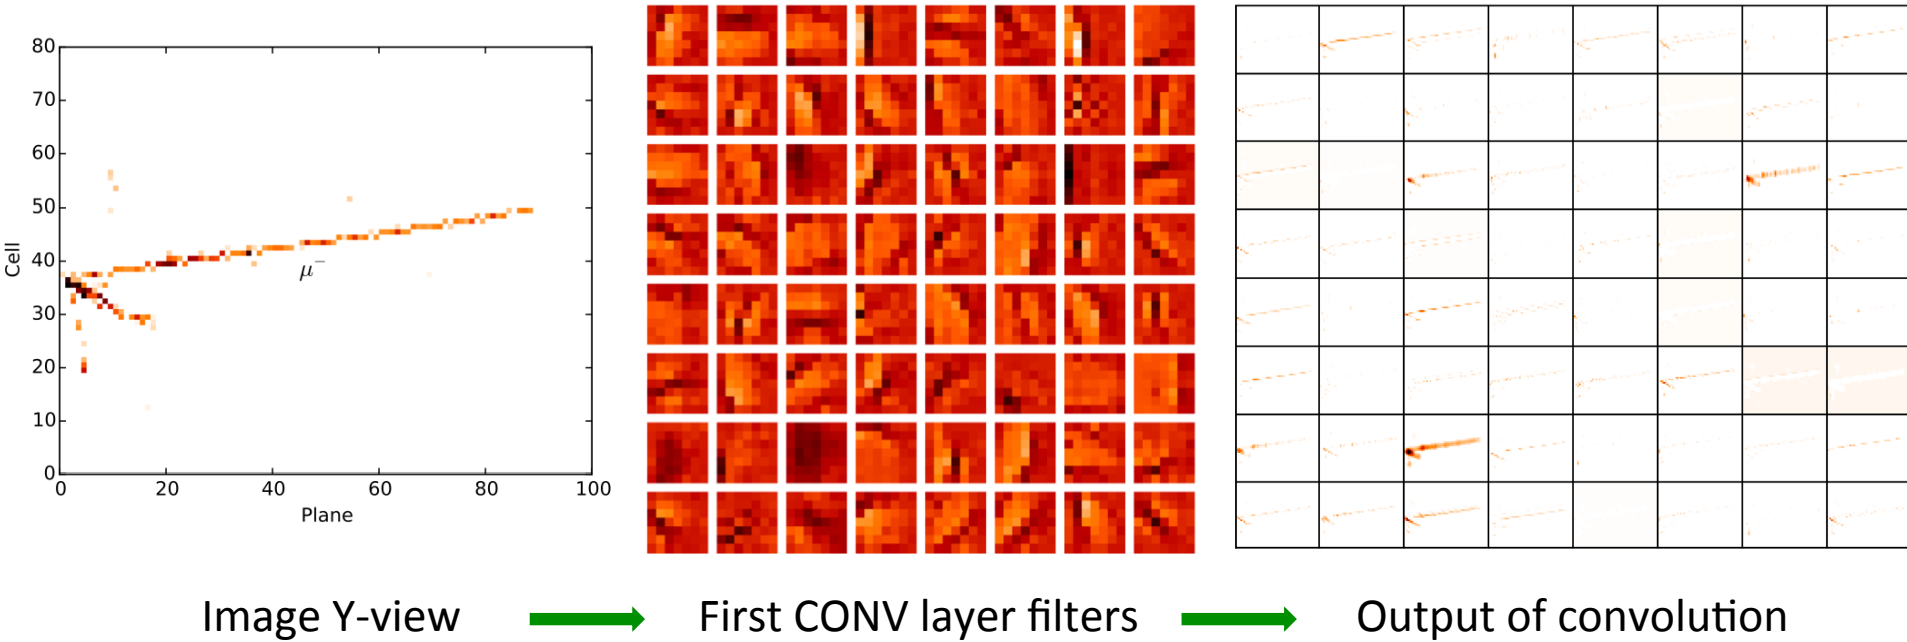 80
70
60
50
40
30
20
10
0
Cell
μ⁻
0 20 40 60 80 100
Plane
Image Y-view First CONV layer filters Output of convolution